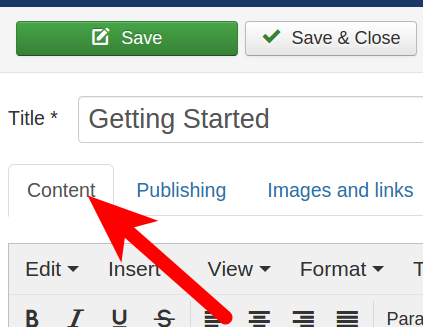 Save Save & Close
Title * Getting Started
Content Publishing Images and links
Edit Insert View Format T
B I U S Para